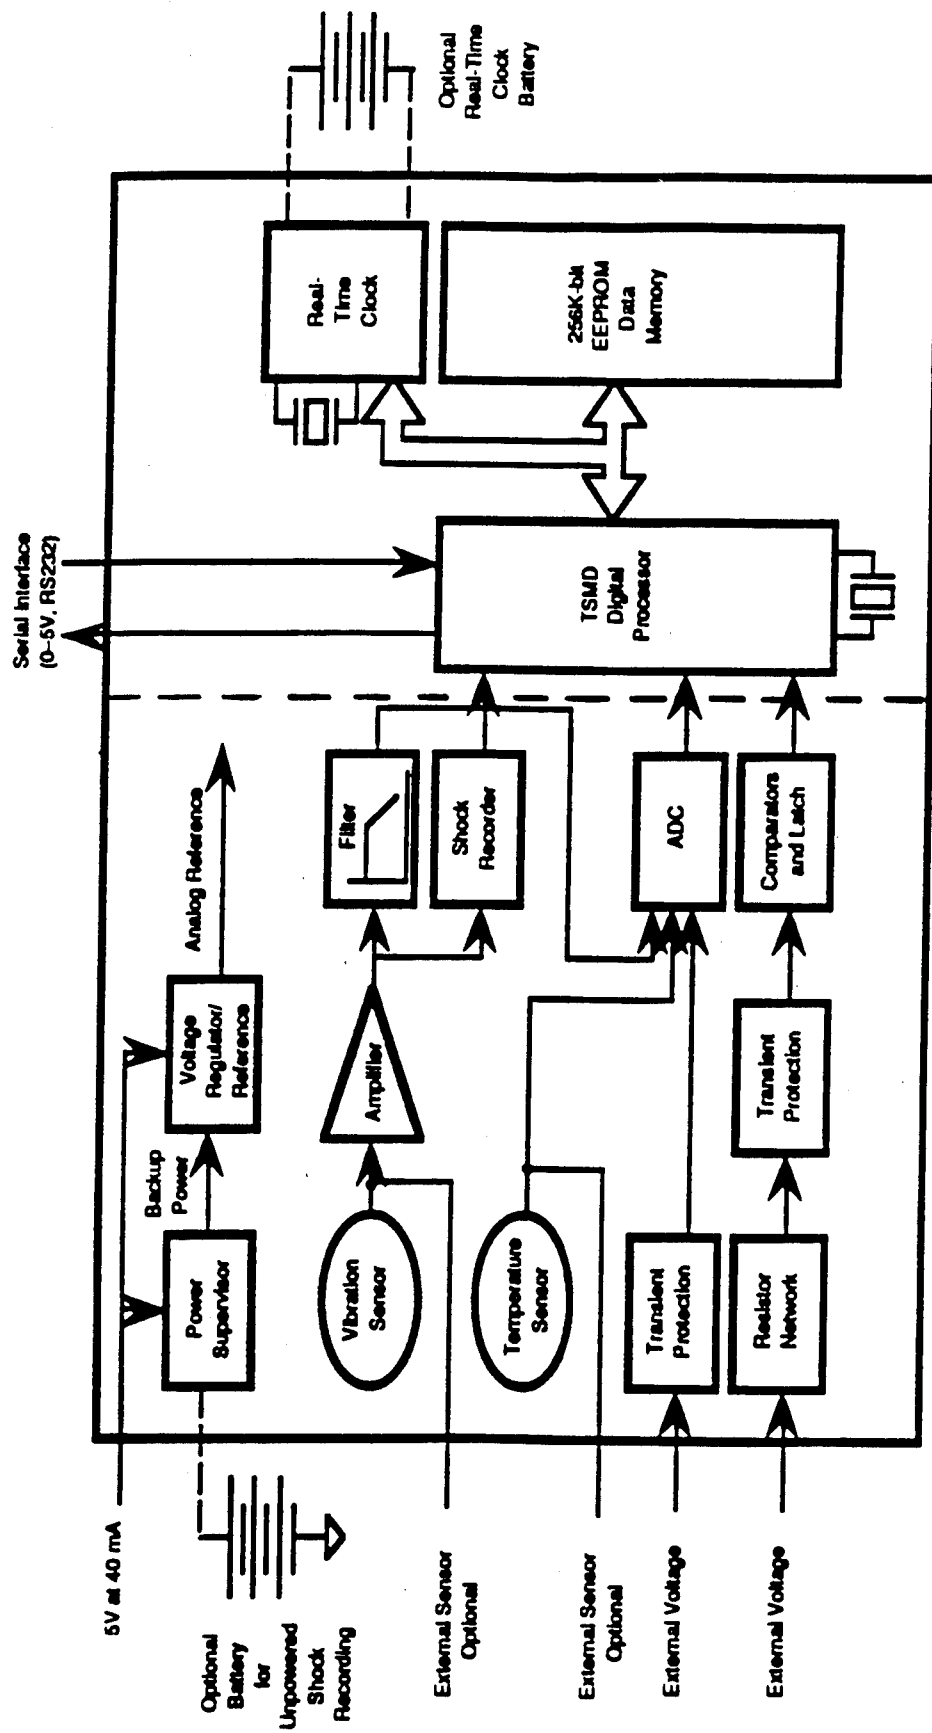 Serial Interface
(0–5V, RS232)
Optional
Real-Time
Clock
Battery
5V at 40 mA
Optional
Battery
for
Unpowered
Shock
Recording
Power
Supervisor
Backup
Power
Voltage
Regulator/
Reference
Analog Reference
Real-
Time
Clock
External Sensor
Optional
Vibration
Sensor
Amplifier
Filter
Shock
Recorder
TSMD
Digital
Processor
256K-bit
EEPROM
Data
Memory
External Sensor
Optional
Temperature
Sensor
External Voltage
Transient
Protection
ADC
External Voltage
Resistor
Network
Transient
Protection
Comparators
and Latch